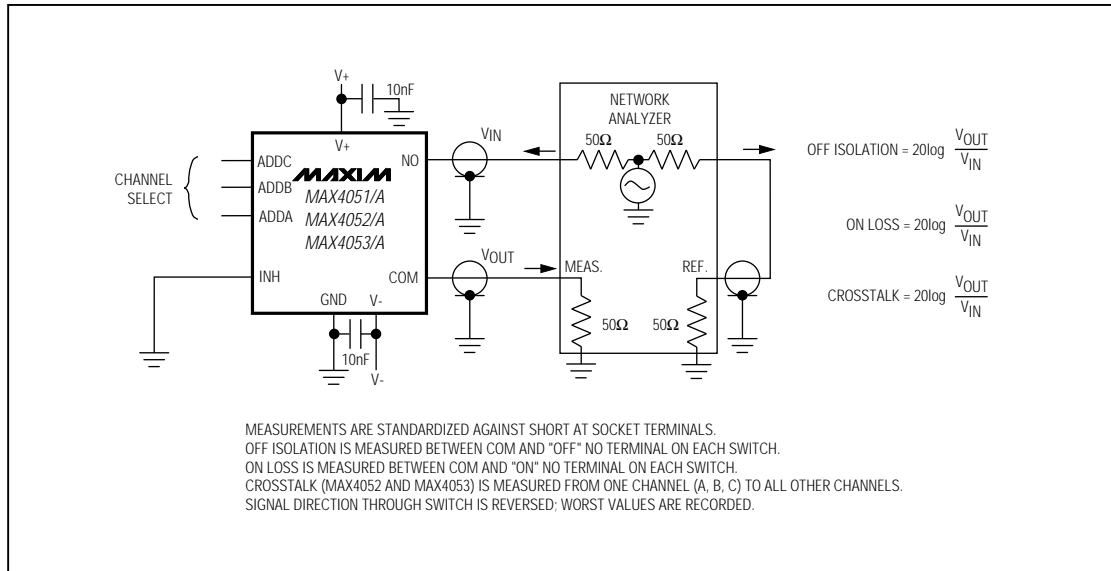 V+
10nF
V+
CHANNEL
SELECT
ADDC
ADDB
ADDA
INH
MAXIM
MAX4051/A
MAX4052/A
MAX4053/A
NO
COM
GND
V-
10nF
V-
VIN
VOUT
NETWORK
ANALYZER
50Ω
50Ω
MEAS.
REF.
50Ω
50Ω
OFF ISOLATION = 20log VOUT
VIN
ON LOSS = 20log VOUT
VIN
CROSSTALK = 20log VOUT
VIN
MEASUREMENTS ARE STANDARDIZED AGAINST SHORT AT SOCKET TERMINALS.
OFF ISOLATION IS MEASURED BETWEEN COM AND "OFF" NO TERMINAL ON EACH SWITCH.
ON LOSS IS MEASURED BETWEEN COM AND "ON" NO TERMINAL ON EACH SWITCH.
CROSSTALK (MAX4052 AND MAX4053) IS MEASURED FROM ONE CHANNEL (A, B, C) TO ALL OTHER CHANNELS.
SIGNAL DIRECTION THROUGH SWITCH IS REVERSED; WORST VALUES ARE RECORDED.